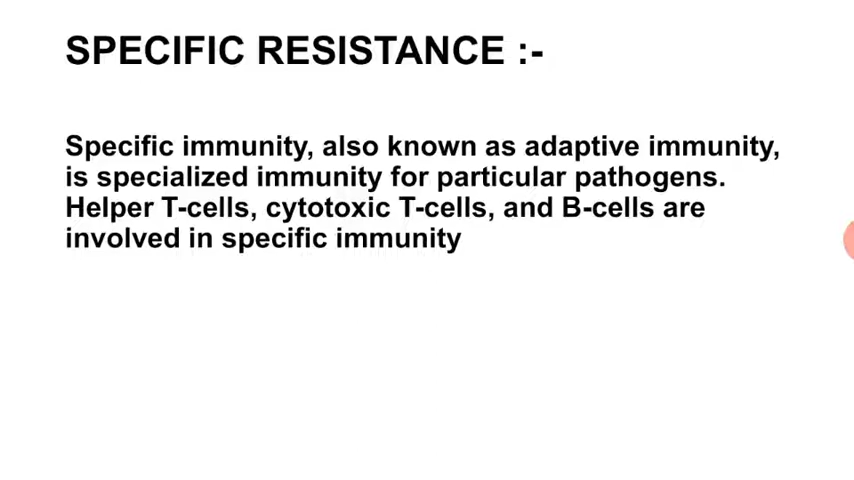 SPECIFIC RESISTANCE :-
Specific immunity, also known as adaptive immunity,
is specialized immunity for particular pathogens.
Helper T-cells, cytotoxic T-cells, and B-cells are
involved in specific immunity